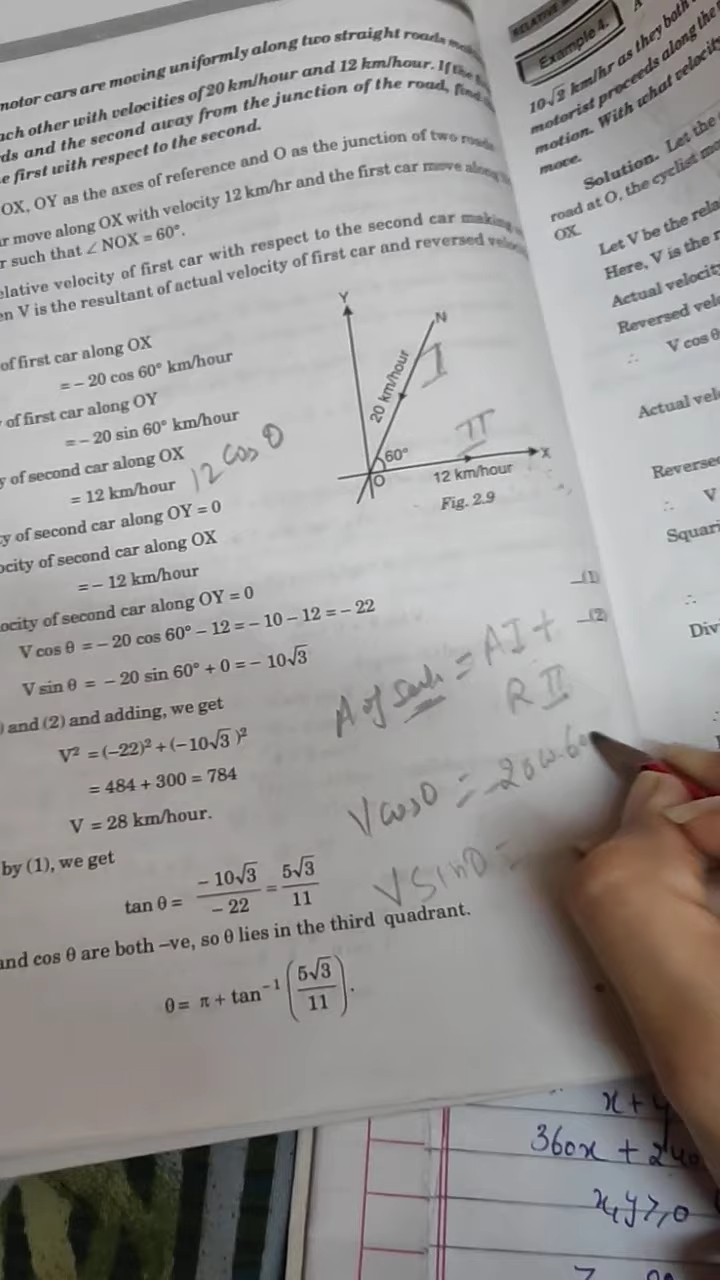 motor cars are moving uniformly along two straight roads
ach other with velocities of 20 km/hour and 12 km/hour. If the
ds and the second away from the junction of the road, find
e first with respect to the second.
OX, OY as the axes of reference and O as the junction of two roads
ar move along OX with velocity 12 km/hr and the first car move along
r such that ∠ NOX = 60°.
elative velocity of first car with respect to the second car making
en V is the resultant of actual velocity of first car and reversed
of first car along OX
= – 20 cos 60° km/hour
of first car along OY
= – 20 sin 60° km/hour
y of second car along OX
= 12 km/hour 12 cos θ
ty of second car along OY = 0
ocity of second car along OX
= – 12 km/hour
ocity of second car along OY = 0
V cos θ = – 20 cos 60° – 12 = – 10 – 12 = – 22
V sin θ = – 20 sin 60° + 0 = – 10√3
) and (2) and adding, we get
V² = (–22)² + (–10√3 )²
= 484 + 300 = 784
V = 28 km/hour.
by (1), we get
tan θ = – 10√3 / – 22 = 5√3 / 11
and cos θ are both –ve, so θ lies in the third quadrant.
θ = π + tan⁻¹ (5√3 / 11).
Y
N
20 km/hour
I
II
60°
X
O
12 km/hour
Fig. 2.9
...(1)
...(2)
A of = A I +
R II
V cos θ = -20
V sin θ =
Example 4. A
10√2 km/hr as they both
motorist proceeds along the
motion. With what velocity
move.
Solution. Let the
road at O, the cyclist
OX.
Let V be the
Here, V is the
Actual velocity
Reversed
∴ V cos θ
Actual
∴ V
∴
x +
360x +
x, y ≥ 0